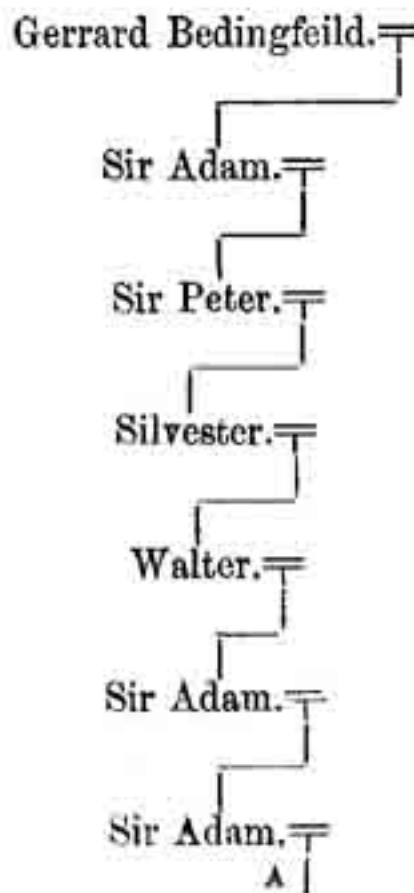 Gerrard Bedingfeild.
Sir Adam.
Sir Peter.
Silvester.
Walter.
Sir Adam.
Sir Adam.
A